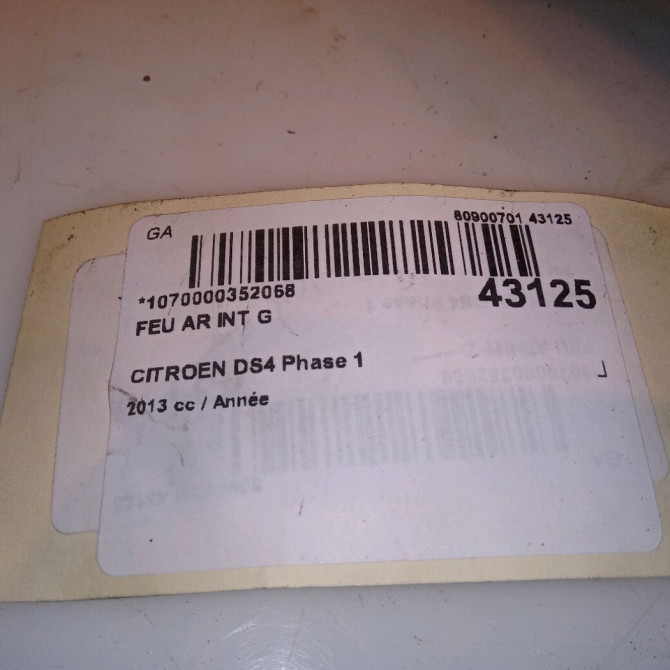 GA
80900701 43125
*1070000352068
43125
FEU AR INT G
CITROEN DS4 Phase 1
2013 cc / Année